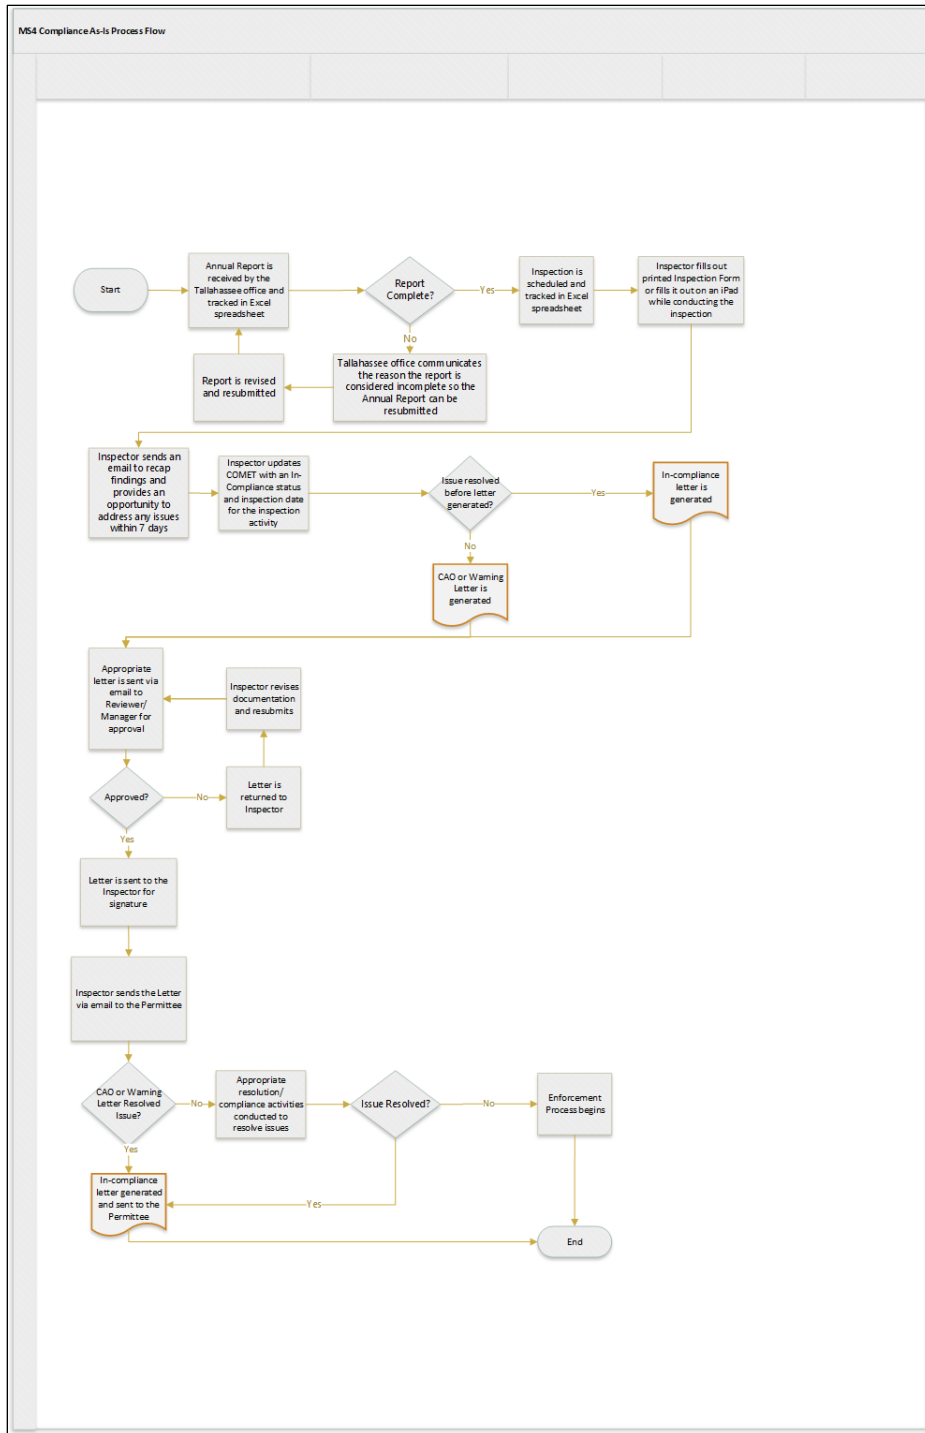 MS4 Compliance As-Is Process Flow
Start
Annual Report is
received by the
Tallahassee office and
tracked in Excel
spreadsheet
Report
Complete?
Yes
Inspection is
scheduled and
tracked in Excel
spreadsheet
Inspector fills out
printed Inspection Form
or fills it out on an iPad
while conducting the
inspection
No
Report is revised
and resubmitted
Tallahassee office communicates
the reason the report is
considered incomplete so the
Annual Report can be
resubmitted
Inspector sends an
email to recap
findings and
provides an
opportunity to
address any issues
within 7 days
Inspector updates
COMET with an In-
Compliance status
and inspection date
for the inspection
activity
Issue resolved
before letter
generated?
Yes
In-compliance
letter is
generated
No
CAO or Warning
Letter is
generated
Appropriate
letter is sent via
email to
Reviewer/
Manager for
approval
Inspector revises
documentation
and resubmits
Approved?
No
Letter is
returned to
Inspector
Yes
Letter is sent to the
Inspector for
signature
Inspector sends the Letter
via email to the Permittee
CAO or Warning
Letter Resolved
Issue?
No
Appropriate
resolution/
compliance activities
conducted to
resolve issues
Issue Resolved?
No
Enforcement
Process begins
Yes
In-compliance
letter generated
and sent to the
Permittee
Yes
End